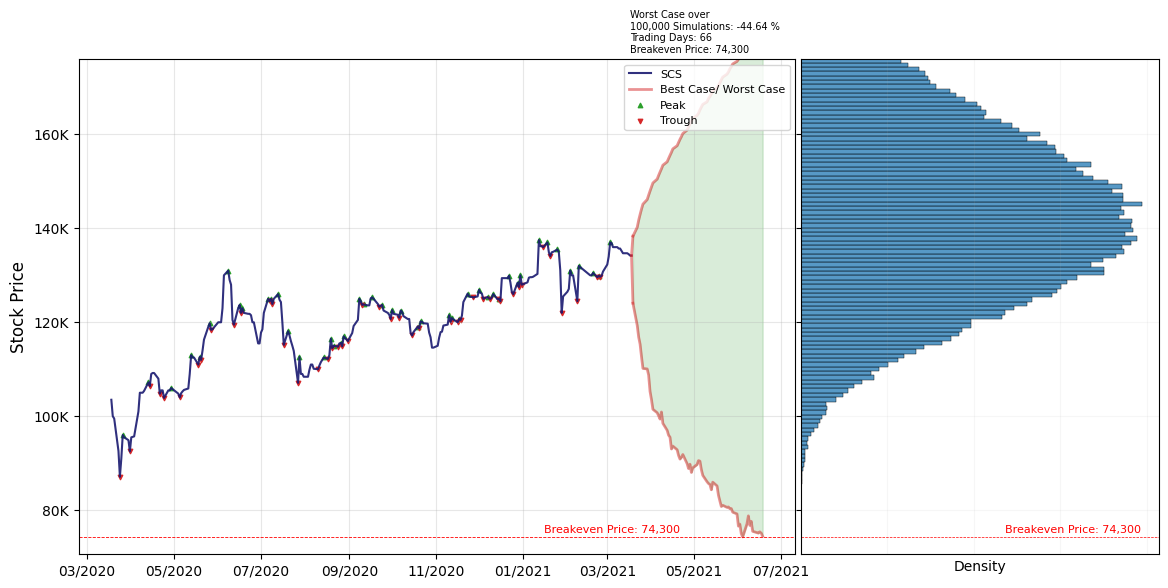 Worst Case over
100,000 Simulations: -44.64 %
Trading Days: 66
Breakeven Price: 74,300
SCS
Best Case/ Worst Case
Peak
Trough
Stock Price
160K
140K
120K
100K
80K
Breakeven Price: 74,300
Breakeven Price: 74,300
03/2020
05/2020
07/2020
09/2020
11/2020
01/2021
03/2021
05/2021
07/2021
Density